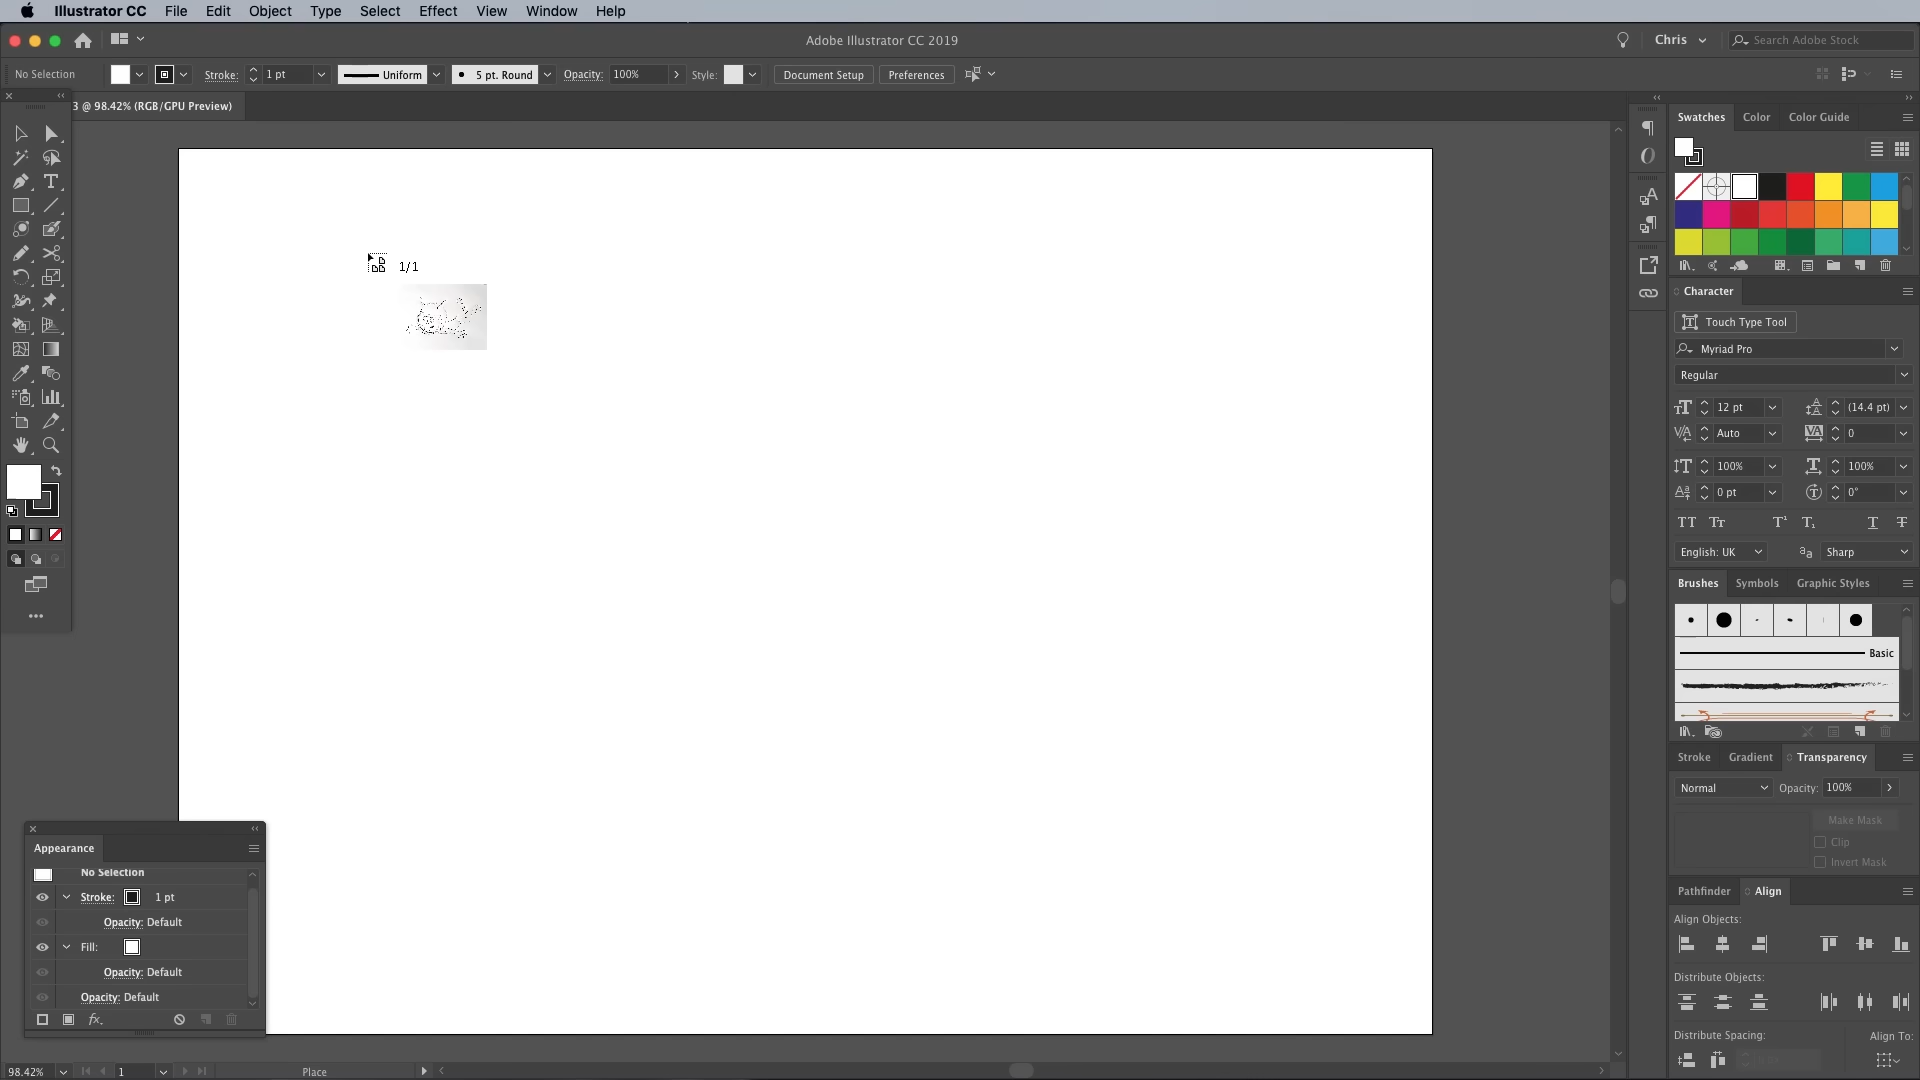 Illustrator CC File Edit Object Type Select Effect View Window Help
Adobe Illustrator CC 2019
Chris
Search Adobe Stock
No Selection
Stroke: 1 pt
Uniform
5 pt. Round
Opacity: 100%
Style:
Document Setup
Preferences
3 @ 98.42% (RGB/GPU Preview)
1/1
Swatches Color Color Guide
Character
Touch Type Tool
Myriad Pro
Regular
12 pt (14.4 pt)
Auto 0
100% 100%
0 pt 0°
English: UK Sharp
Brushes Symbols Graphic Styles
Basic
Stroke Gradient Transparency
Normal Opacity: 100%
Make Mask
Clip
Invert Mask
Pathfinder Align
Align Objects:
Distribute Objects:
Distribute Spacing: Align To:
Appearance
No Selection
Stroke: 1 pt
Opacity: Default
Fill:
Opacity: Default
Opacity: Default
fx
98.42% 1 Place